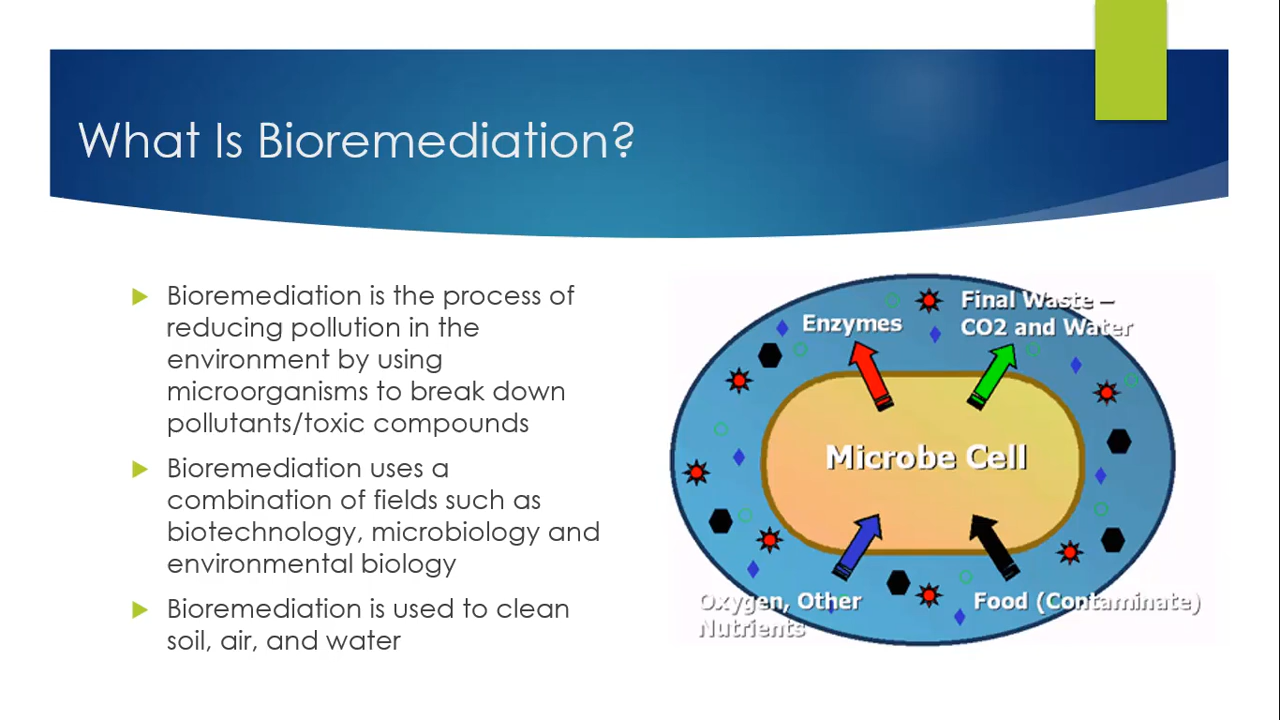 What Is Bioremediation?
Bioremediation is the process of
reducing pollution in the
environment by using
microorganisms to break down
pollutants/toxic compounds
Bioremediation uses a
combination of fields such as
biotechnology, microbiology and
environmental biology
Bioremediation is used to clean
soil, air, and water
Enzymes
Final Waste –
CO2 and Water
Microbe Cell
Oxygen, Other
Nutrients
Food (Contaminate)